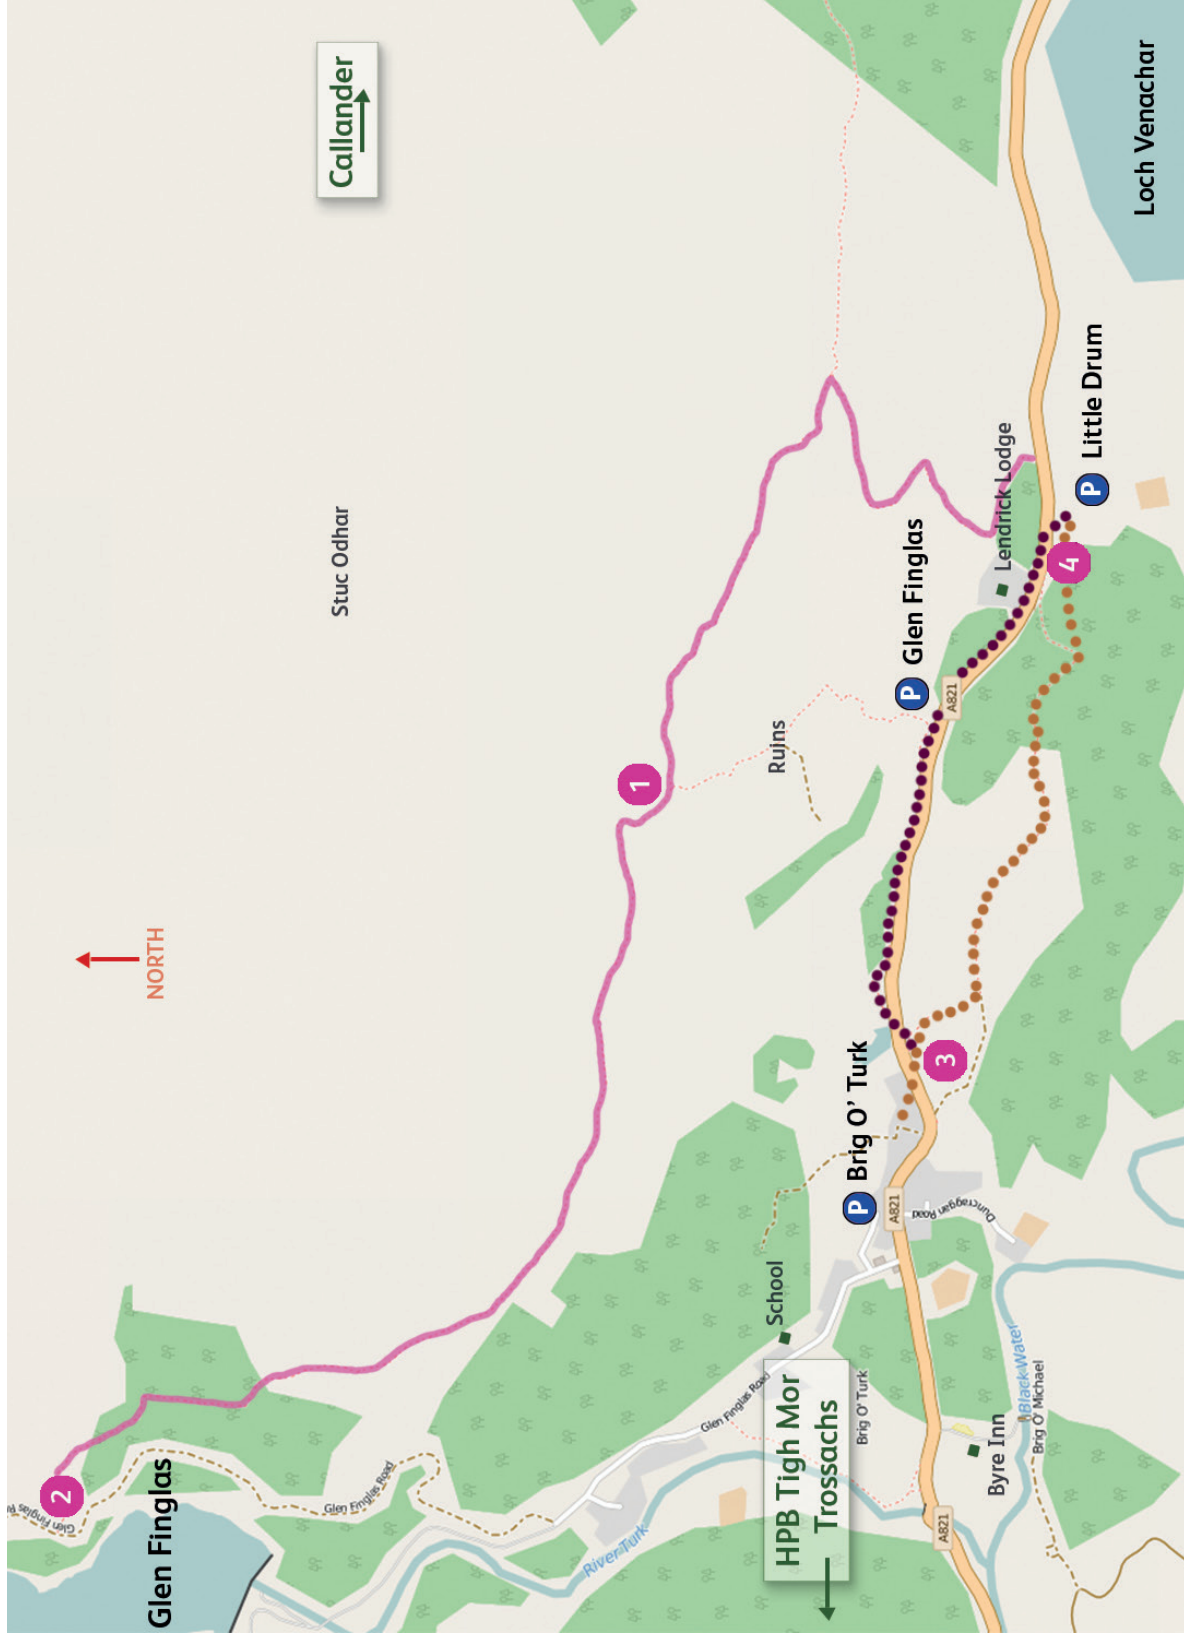 2
Glen Finglas
Glen Finglas
NORTH
Stuc Odhar
Callander
Glen Finglas Road
River Turk
1
Glen Finglas Road
School
Ruins
HPB Tigh Mor
Trossachs
Brig O' Turk
P Brig O' Turk
A821
P Glen Finglas
A821
Duncraggan Road
3
A821
Byre Inn
Lendrick Lodge
Black Water
Brig O' Michael
4
P Little Drum
Loch Venachar